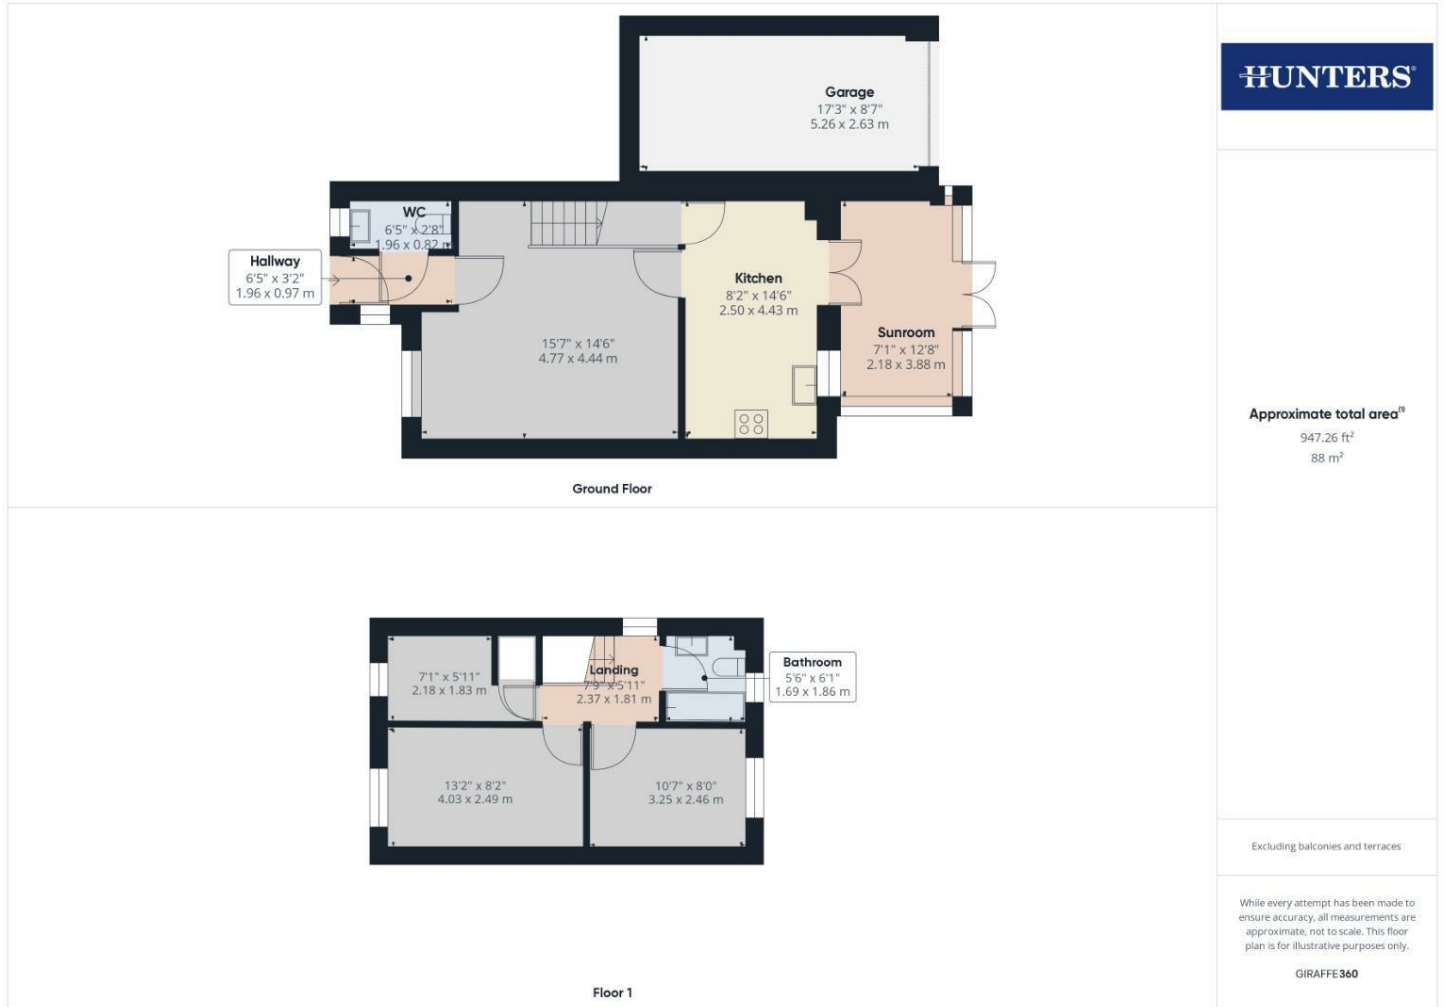 HUNTERS®
Garage
17'3" x 8'7"
5.26 x 2.63 m
WC
6'5" x 2'8"
1.96 x 0.82 m
Hallway
6'5" x 3'2"
1.96 x 0.97 m
Kitchen
8'2" x 14'6"
2.50 x 4.43 m
15'7" x 14'6"
4.77 x 4.44 m
Sunroom
7'1" x 12'8"
2.18 x 3.88 m
Ground Floor
Approximate total area⁽¹⁾
947.26 ft²
88 m²
Landing
7'9" x 5'11"
2.37 x 1.81 m
Bathroom
5'6" x 6'1"
1.69 x 1.86 m
7'1" x 5'11"
2.18 x 1.83 m
13'2" x 8'2"
4.03 x 2.49 m
10'7" x 8'0"
3.25 x 2.46 m
Floor 1
Excluding balconies and terraces
While every attempt has been made to
ensure accuracy, all measurements are
approximate, not to scale. This floor
plan is for illustrative purposes only.
GIRAFFE360